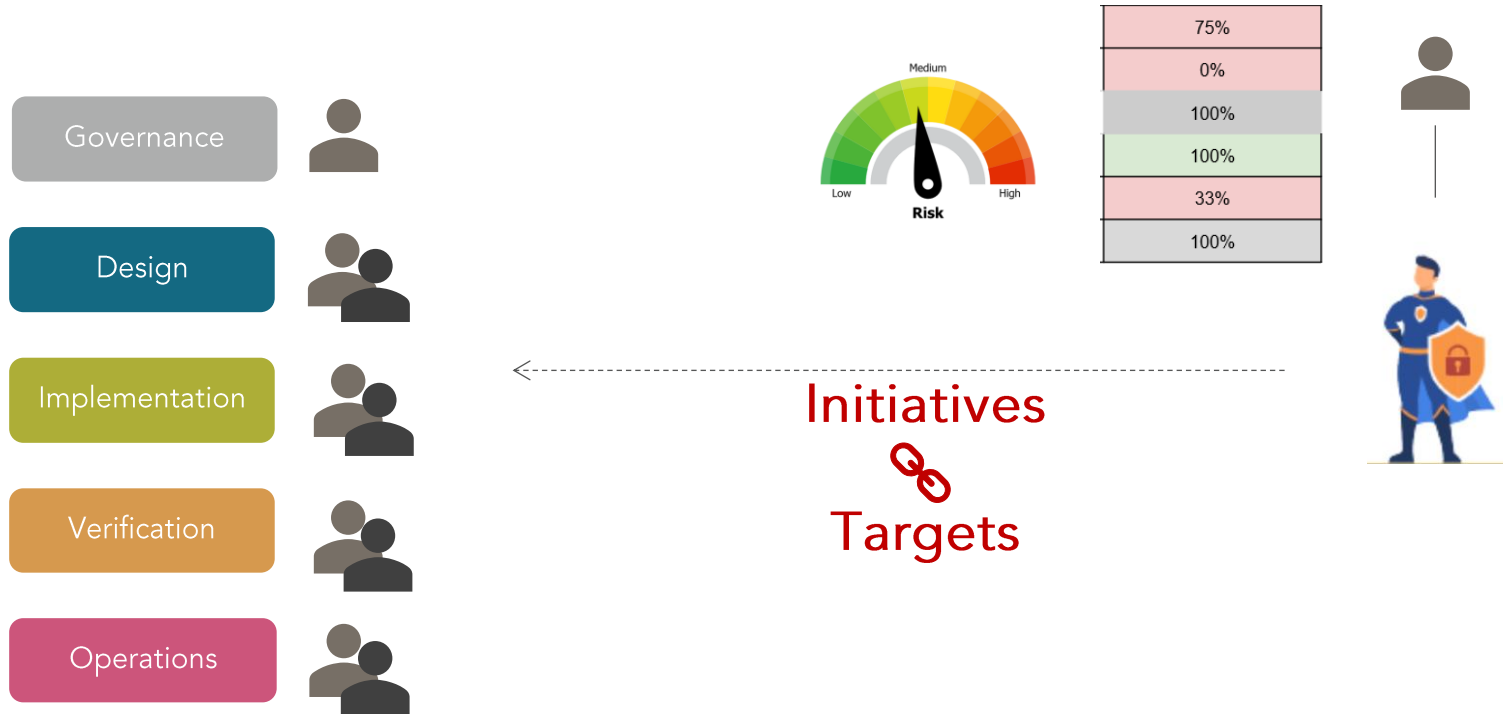 Governance
Design
Implementation
Verification
Operations
Medium
Low
High
Risk
75%
0%
100%
100%
33%
100%
Initiatives
Targets